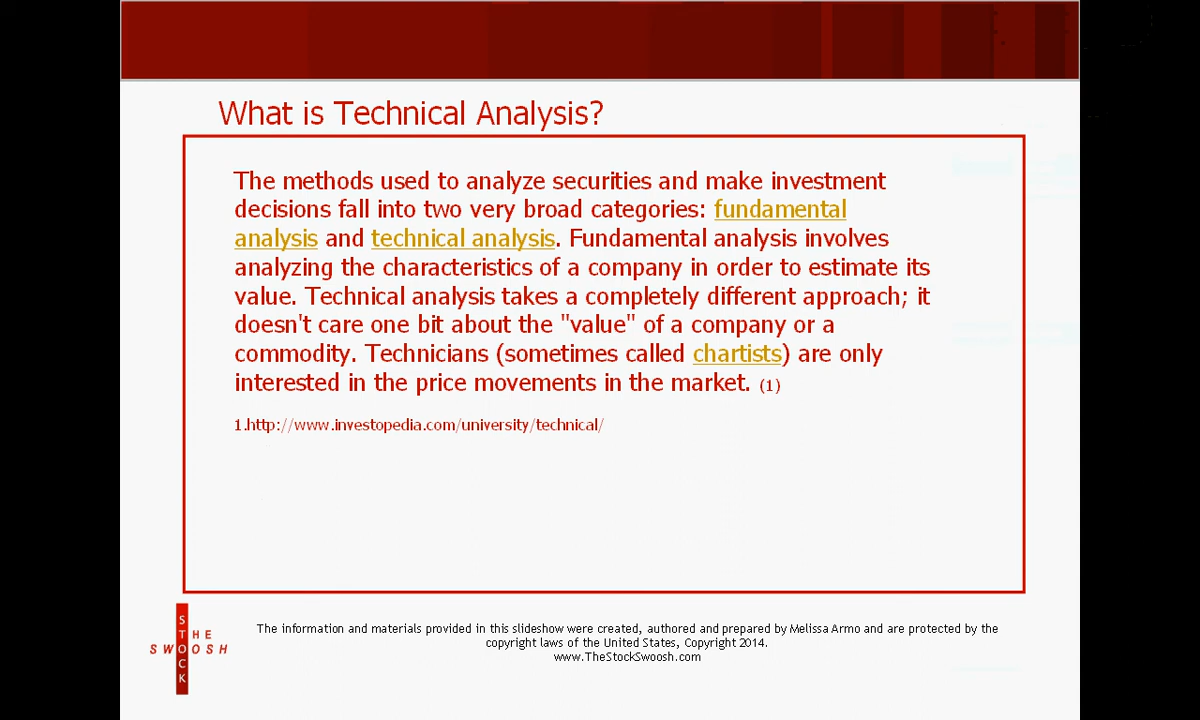 What is Technical Analysis?
The methods used to analyze securities and make investment
decisions fall into two very broad categories: fundamental
analysis and technical analysis. Fundamental analysis involves
analyzing the characteristics of a company in order to estimate its
value. Technical analysis takes a completely different approach; it
doesn't care one bit about the "value" of a company or a
commodity. Technicians (sometimes called chartists) are only
interested in the price movements in the market. (1)
1.http://www.investopedia.com/university/technical/
THE
STOCK
SWOOSH
The information and materials provided in this slideshow were created, authored and prepared by Melissa Armo and are protected by the
copyright laws of the United States, Copyright 2014.
www.TheStockSwoosh.com